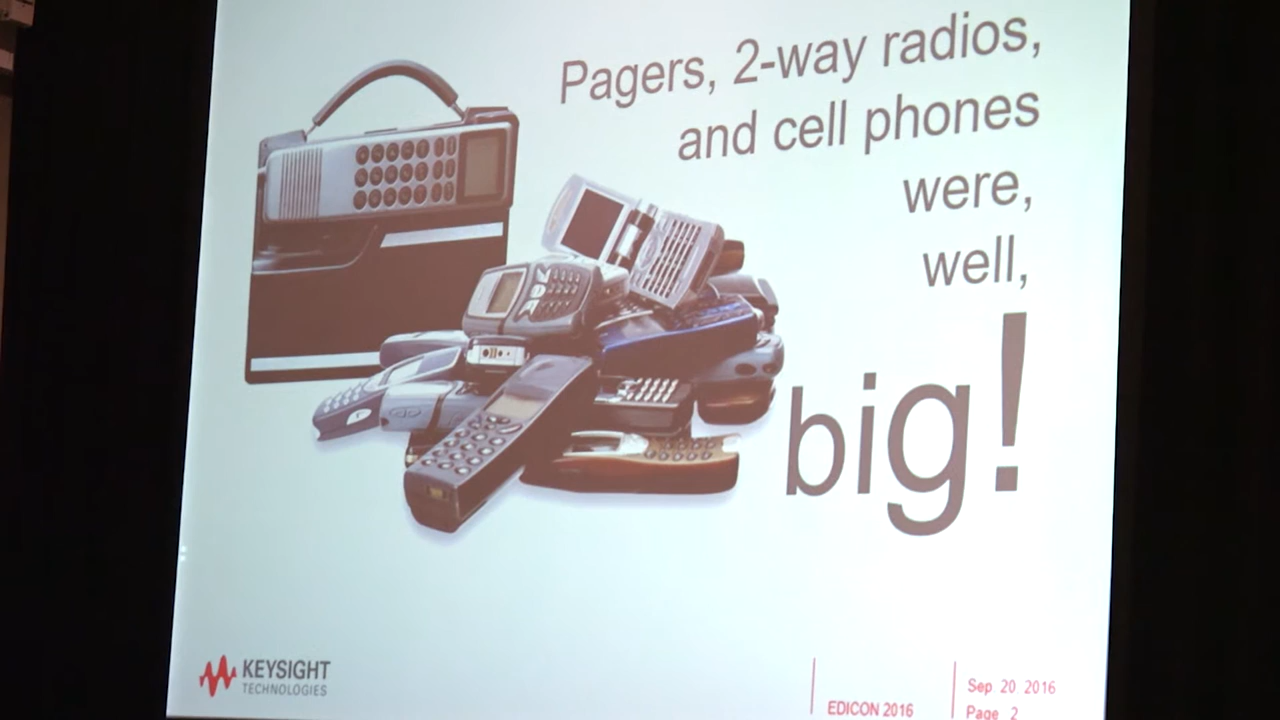 Pagers, 2-way radios,
and cell phones
were,
well,
big!
KEYSIGHT
TECHNOLOGIES
EDICON 2016
Sep 20 2016
Page 2